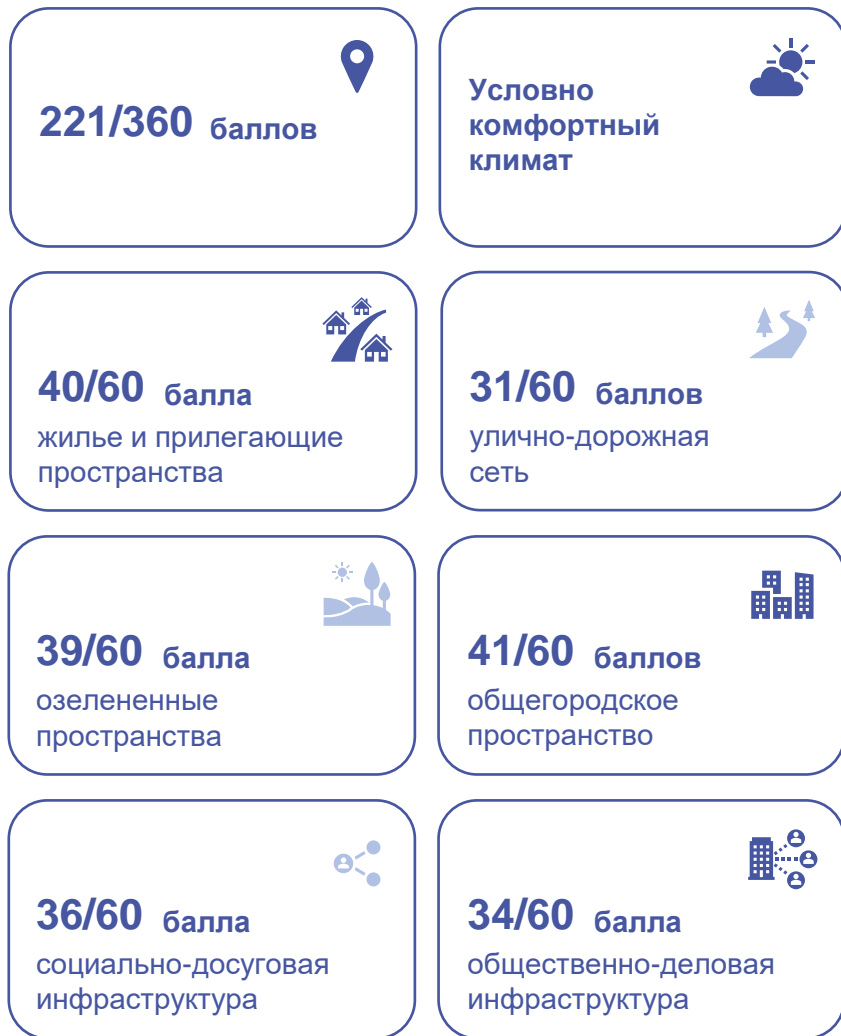 221/360 баллов
Условно
комфортный
климат
40/60 балла
жилье и прилегающие
пространства
31/60 баллов
улично-дорожная
сеть
39/60 балла
озелененные
пространства
41/60 баллов
общегородское
пространство
36/60 балла
социально-досуговая
инфраструктура
34/60 балла
общественно-деловая
инфраструктура